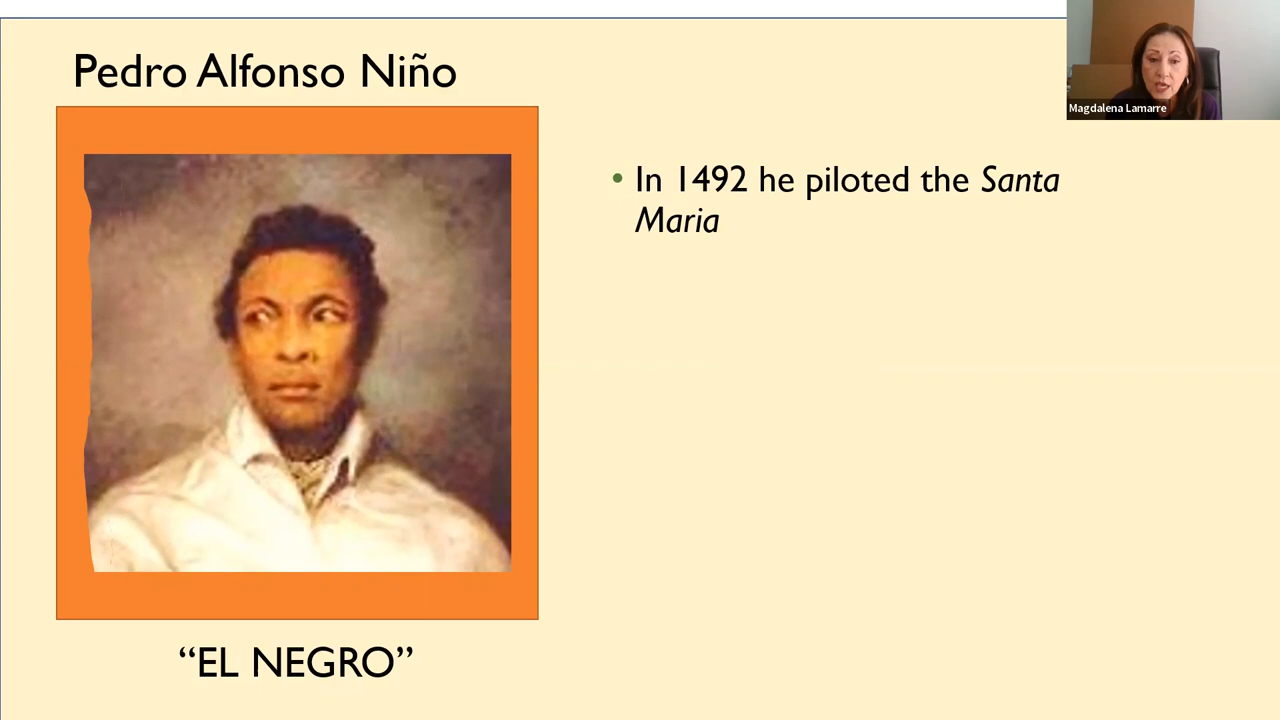 Pedro Alfonso Niño
Magdalena Lamarre
• In 1492 he piloted the Santa
Maria
“EL NEGRO”